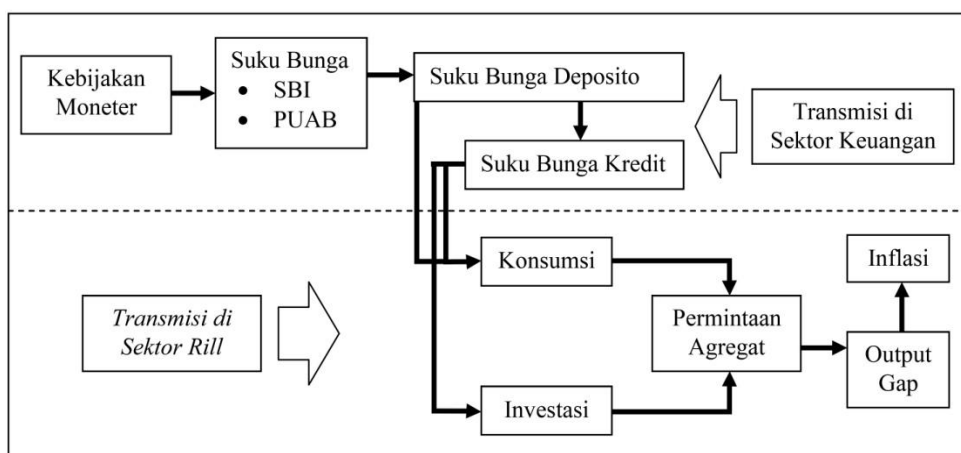 Kebijakan
Moneter
Suku Bunga
• SBI
• PUAB
Suku Bunga Deposito
Suku Bunga Kredit
Transmisi di
Sektor Keuangan
Transmisi di
Sektor Rill
Konsumsi
Investasi
Permintaan
Agregat
Inflasi
Output
Gap